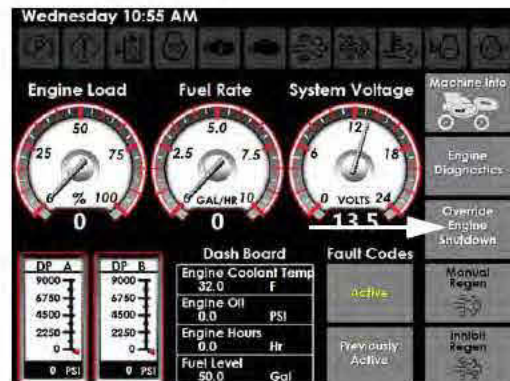 Wednesday 10:55 AM
Engine Load
Fuel Rate
System Voltage
Machine Info
25
50
75
0
%
100
0
2.5
5.0
7.5
0
GAL/HR
10
0
6
12
18
0
VOLTS
24
13.5
Engine
Diagnostics
Override
Engine
Shutdown
DP A
9000
6750
4500
2250
0
0 PSI
DP B
9000
6750
4500
2250
0
0 PSI
Dash Board
Engine Coolant Temp
32.0 F
Engine Oil
0.0 PSI
Engine Hours
0.0 Hr
Fuel Level
50.0 Gal
Fault Codes
Active
Previously
Active
Manual
Regen
Inhibit
Regen